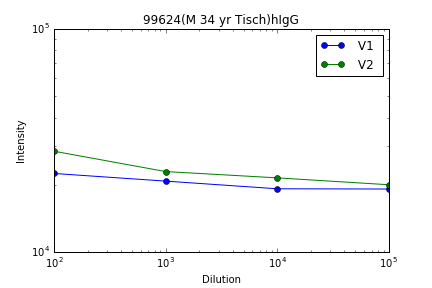 99624(M 34 yr Tisch)hIgG
10^5
V1
V2
Intensity
10^4
10^2
10^3
10^4
10^5
Dilution